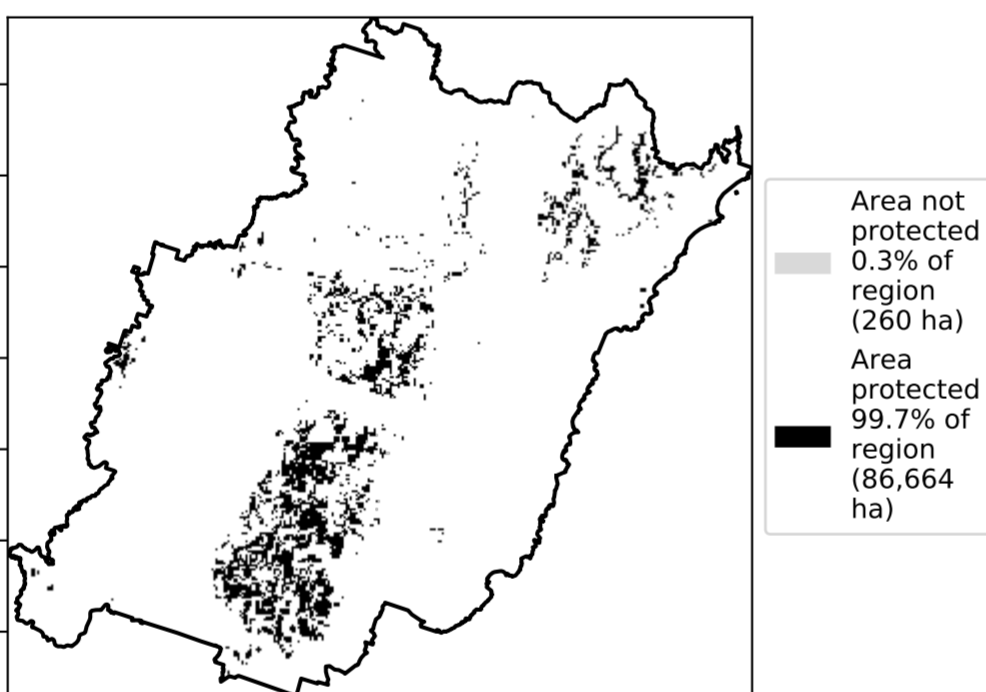 Area not
protected
0.3% of
region
(260 ha)
Area
protected
99.7% of
region
(86,664
ha)